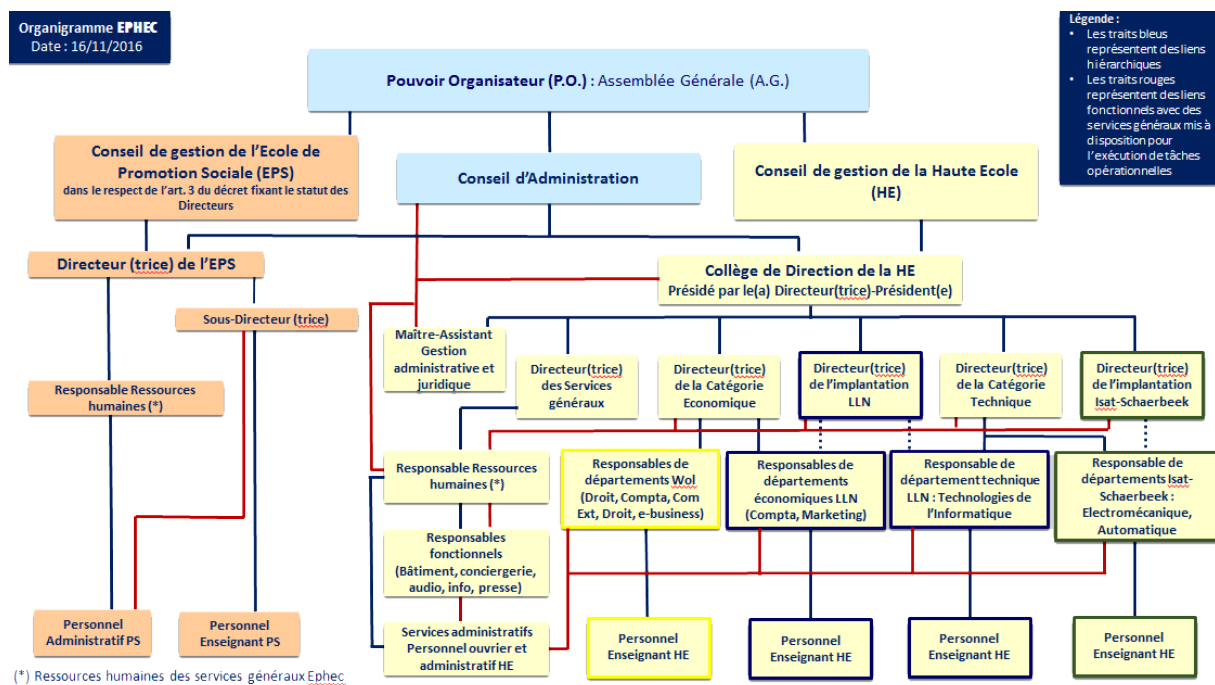 Organigramme EPHEC
Date : 16/11/2016
Légende :
• Les traits bleus
représentent des liens
hiérarchiques
• Les traits rouges
représentent des liens
fonctionnels avec des
services généraux mis à
disposition pour
l'exécution de tâches
opérationnelles
Pouvoir Organisateur (P.O.) : Assemblée Générale (A.G.)
Conseil de gestion de l'Ecole de
Promotion Sociale (EPS)
dans le respect de l'art. 3 du décret fixant le statut des
Directeurs
Conseil d'Administration
Conseil de gestion de la Haute Ecole
(HE)
Directeur (trice) de l'EPS
Collège de Direction de la HE
Présidé par le(a) Directeur(trice)-Président(e)
Sous-Directeur (trice)
Maître-Assistant
Gestion
administrative et
juridique
Directeur(trice)
des Services
généraux
Directeur(trice)
de la Catégorie
Economique
Directeur(trice)
de l'implantation
LLN
Directeur(trice)
de la Catégorie
Technique
Directeur(trice)
de l'implantation
Isat-Schaerbeek
Responsable Ressources
humaines (*)
Responsable Ressources
humaines (*)
Responsables de
départements Wol
(Droit, Compta, Com
Ext, Droit, e-business)
Responsables de
départements
économiques LLN
(Compta, Marketing)
Responsable de
département technique
LLN : Technologies de
l'Informatique
Responsable de
départements Isat-
Schaerbeek :
Electromécanique,
Automatique
Responsables
fonctionnels
(Bâtiment, conciergerie,
audio, info, presse)
Personnel
Administratif PS
Personnel
Enseignant PS
Services administratifs
Personnel ouvrier et
administratif HE
Personnel
Enseignant HE
Personnel
Enseignant HE
Personnel
Enseignant HE
Personnel
Enseignant HE
(*) Ressources humaines des services généraux Ephec